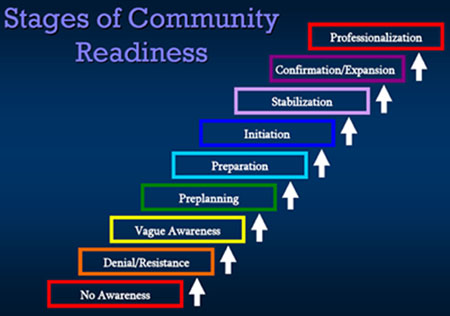 Stages of Community
Readiness
Professionalization
Confirmation/Expansion
Stabilization
Initiation
Preparation
Preplanning
Vague Awareness
Denial/Resistance
No Awareness